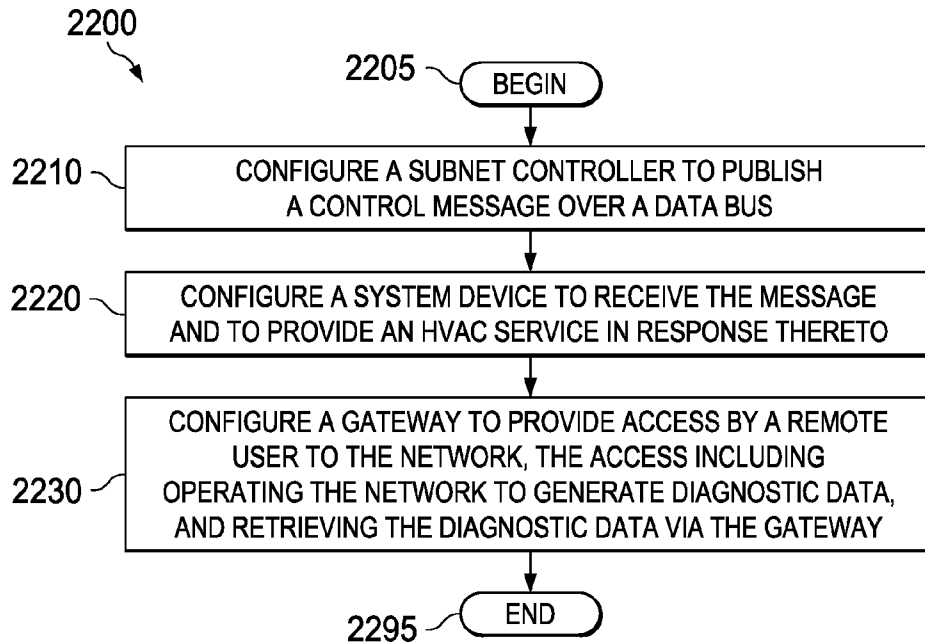 2200
2205
BEGIN
2210
CONFIGURE A SUBNET CONTROLLER TO PUBLISH
A CONTROL MESSAGE OVER A DATA BUS
2220
CONFIGURE A SYSTEM DEVICE TO RECEIVE THE MESSAGE
AND TO PROVIDE AN HVAC SERVICE IN RESPONSE THERETO
2230
CONFIGURE A GATEWAY TO PROVIDE ACCESS BY A REMOTE
USER TO THE NETWORK, THE ACCESS INCLUDING
OPERATING THE NETWORK TO GENERATE DIAGNOSTIC DATA,
AND RETRIEVING THE DIAGNOSTIC DATA VIA THE GATEWAY
END
2295